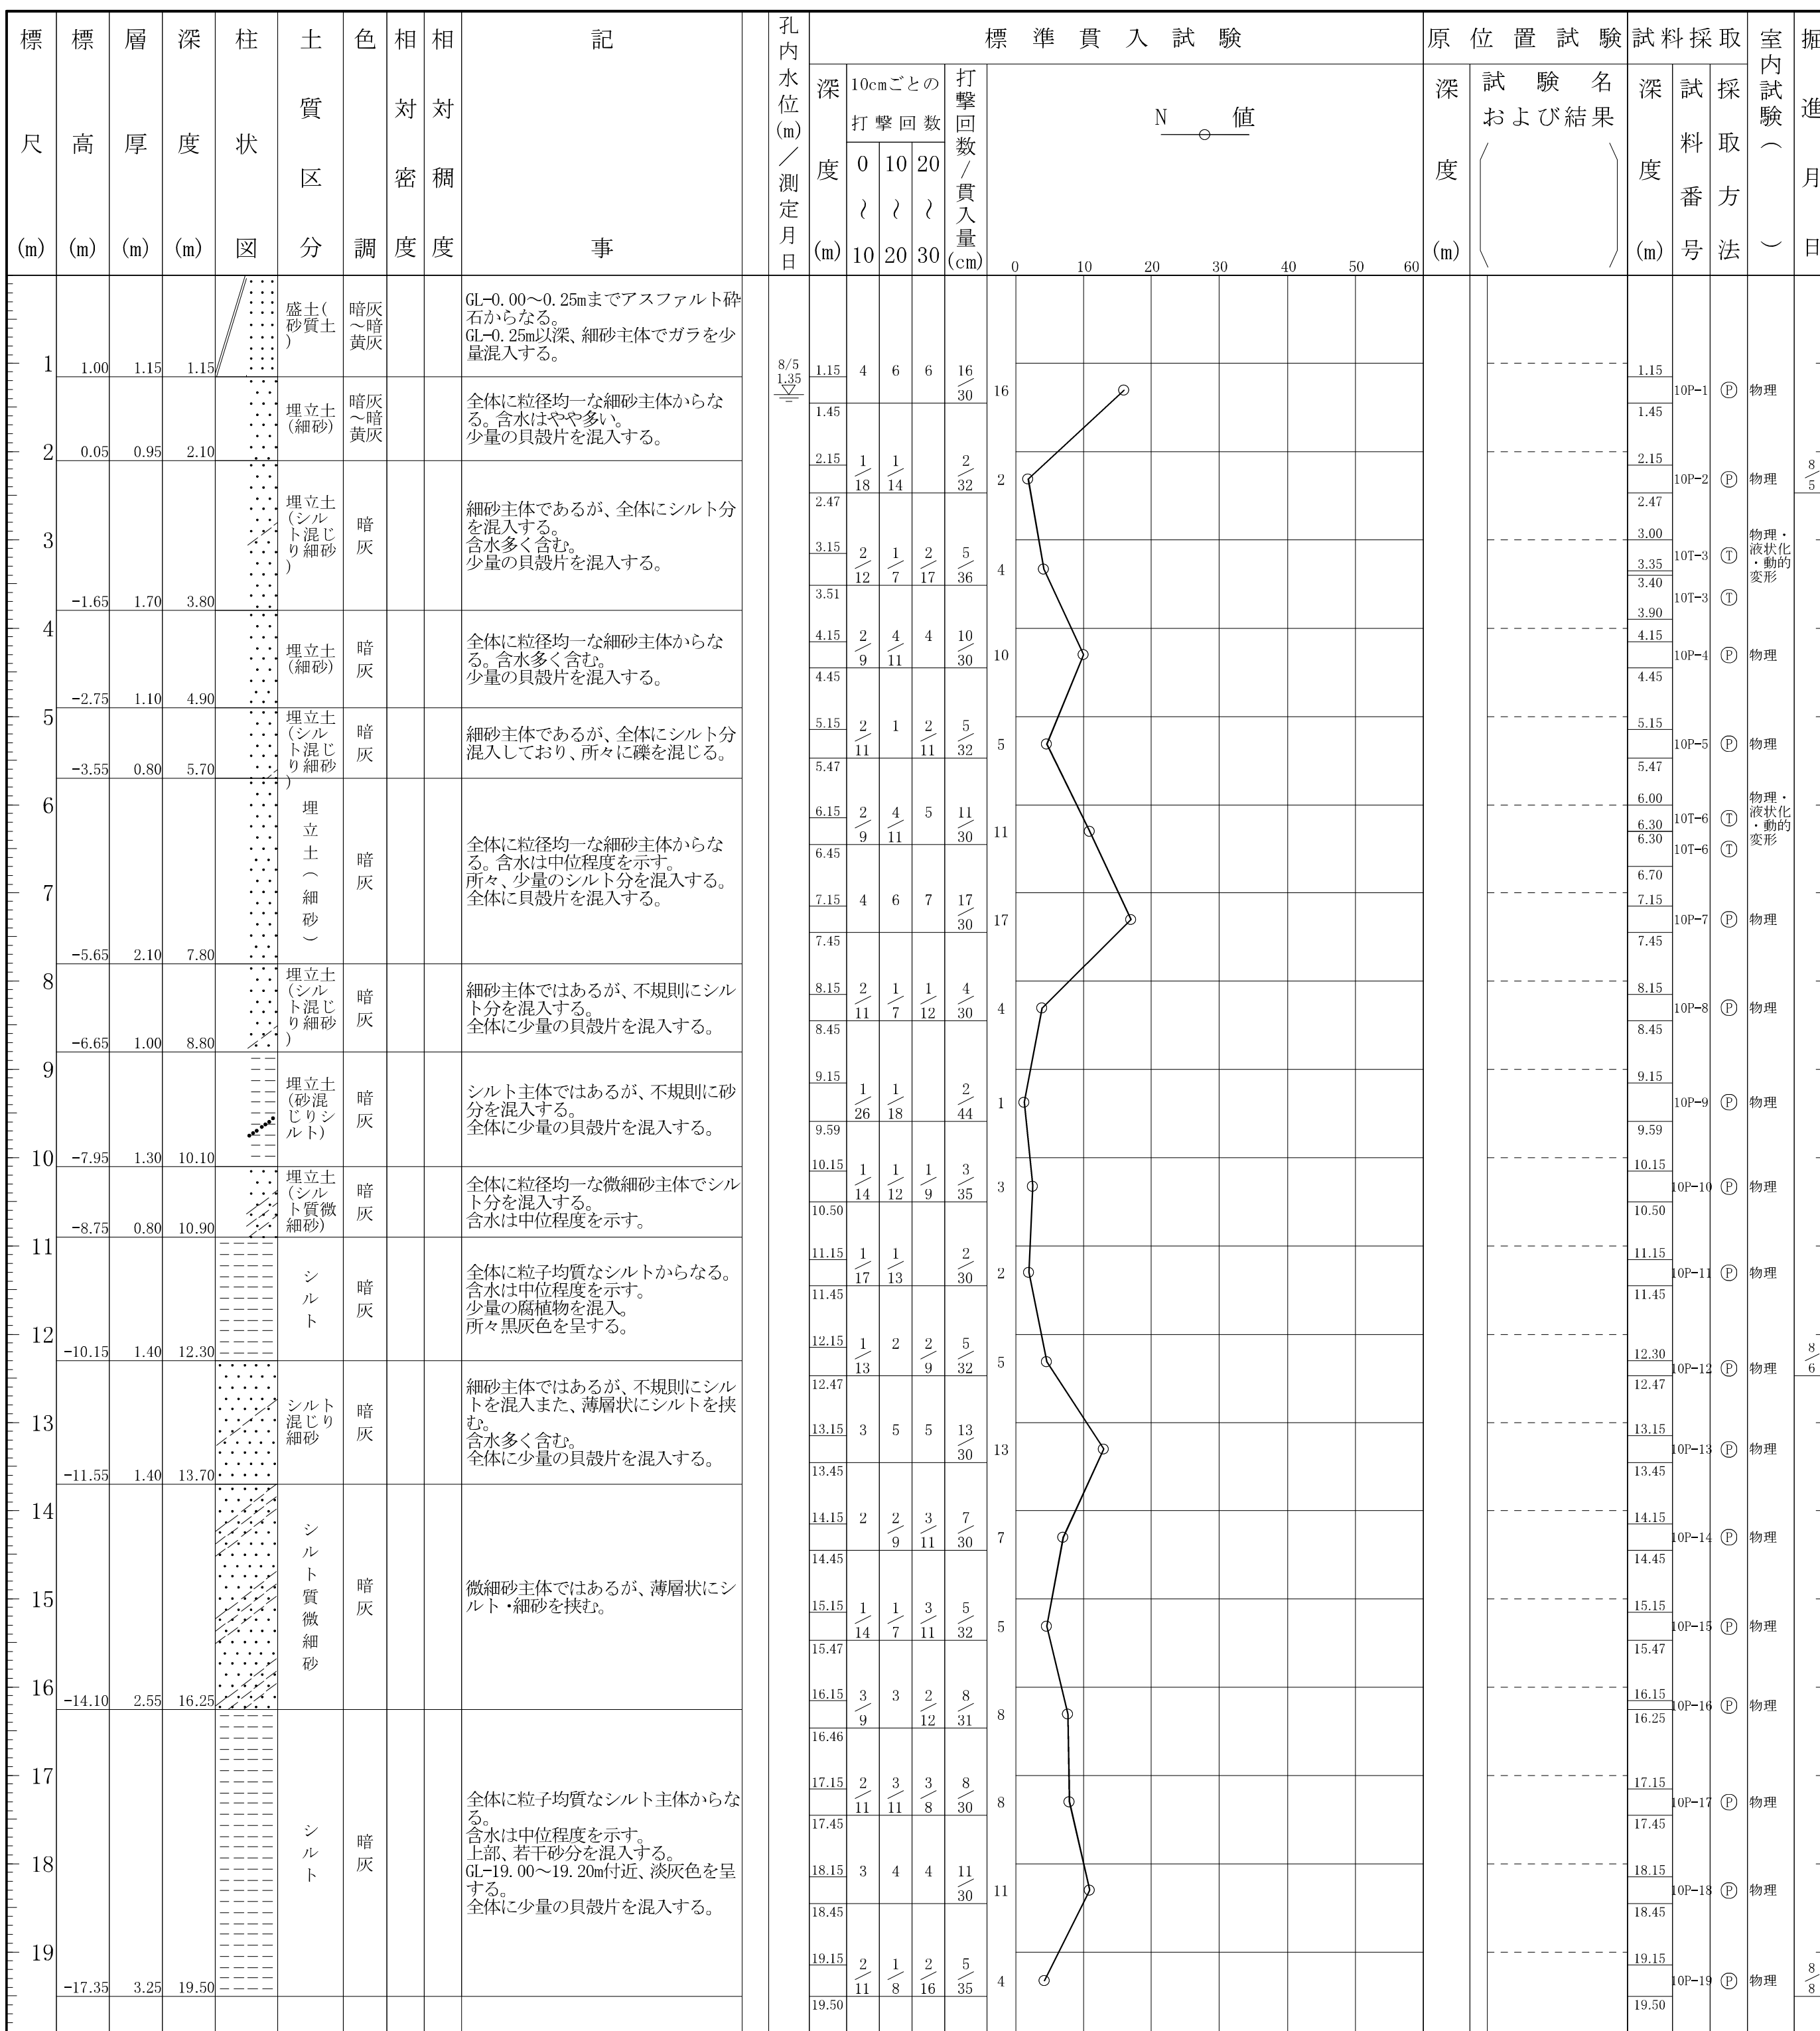 標尺(m) 標高(m) 層厚(m) 深度(m) 柱状図 土質区分 色調 相対密度 相対稠度 記事 孔内水位(m)／測定月日 標準貫入試験 原位置試験 試料採取 室内試験（ ） 掘進月日
深度(m) 10cmごとの打撃回数 打撃回数/貫入量(cm) N 値 深度(m) 試験名および結果 深度(m) 試料番号 採取方法
0〜10 10〜20 20〜30
0 10 20 30 40 50 60
盛土(
砂質土
)
暗灰
〜暗
黄灰
GL-0.00〜0.25mまでアスファルト砕
石からなる。
GL-0.25m以深、細砂主体でガラを少
量混入する。
1 1.00 1.15 1.15
8/5
1.35
1.15 4 6 6 16/30 16 1.15 10P-1 Ⓟ 物理
1.45 1.45
埋立土
(細砂)
暗灰
〜暗
黄灰
全体に粒径均一な細砂主体からな
る。含水はやや多い。
少量の貝殻片を混入する。
2 0.05 0.95 2.10
2.15 1/18 1/14 2/32 2 2.15 10P-2 Ⓟ 物理 8/5
2.47 2.47
埋立土
(シル
ト混じ
り細砂
)
暗
灰
細砂主体であるが、全体にシルト分
を混入する。
含水多く含む。
少量の貝殻片を混入する。
3
3.15 2/12 1/7 2/17 5/36 4
3.51
3.00 10T-3 Ⓣ
3.35
物理・
液状化
・動的
変形
3.40 10T-3 Ⓣ
3.90
-1.65 1.70 3.80
4
埋立土
(細砂)
暗
灰
全体に粒径均一な細砂主体からな
る。含水多く含む。
少量の貝殻片を混入する。
4.15 2/9 4/11 4 10/30 10 4.15 10P-4 Ⓟ 物理
4.45 4.45
-2.75 1.10 4.90
5
埋立土
(シル
ト混じ
り細砂
)
暗
灰
細砂主体であるが、全体にシルト分
混入しており、所々に礫を混じる。
5.15 2/11 1 2/11 5/32 5 5.15 10P-5 Ⓟ 物理
5.47 5.47
-3.55 0.80 5.70
6
埋立土(細砂)
暗
灰
全体に粒径均一な細砂主体からな
る。含水は中位程度を示す。
所々、少量のシルト分を混入する。
全体に貝殻片を混入する。
6.15 2/9 4/11 5 11/30 11
6.45
6.00 10T-6 Ⓣ
6.30
物理・
液状化
・動的
変形
6.30 10T-6 Ⓣ
6.70
7
7.15 4 6 7 17/30 17 7.15 10P-7 Ⓟ 物理
7.45 7.45
-5.65 2.10 7.80
8
埋立土
(シル
ト混じ
り細砂
)
暗
灰
細砂主体ではあるが、不規則にシル
ト分を混入する。
全体に少量の貝殻片を混入する。
8.15 2/11 1/7 1/12 4/30 4 8.15 10P-8 Ⓟ 物理
8.45 8.45
-6.65 1.00 8.80
9
埋立土
(砂混
じりシ
ルト)
暗
灰
シルト主体ではあるが、不規則に砂
分を混入する。
全体に少量の貝殻片を混入する。
9.15 1/26 1/18 2/44 1 9.15 10P-9 Ⓟ 物理
9.59 9.59
10 -7.95 1.30 10.10
埋立土
(シル
ト質微
細砂)
暗
灰
全体に粒径均一な微細砂主体でシル
ト分を混入する。
含水は中位程度を示す。
10.15 1/14 1/12 1/9 3/35 3 10.15 10P-10 Ⓟ 物理
10.50 10.50
-8.75 0.80 10.90
11
シルト
暗
灰
全体に粒子均質なシルトからなる。
含水は中位程度を示す。
少量の腐植物を混入。
所々黒灰色を呈する。
11.15 1/17 1/13 2/30 2 11.15 10P-11 Ⓟ 物理
11.45 11.45
12 -10.15 1.40 12.30
12.15 1/13 2 2/9 5/32 5 12.30 10P-12 Ⓟ 物理 8/6
12.47 12.47
シルト
混じり
細砂
暗
灰
細砂主体ではあるが、不規則にシル
トを混入また、薄層状にシルトを挟
む。
含水多く含む。
全体に少量の貝殻片を混入する。
13
13.15 3 5 5 13/30 13 13.15 10P-13 Ⓟ 物理
13.45 13.45
-11.55 1.40 13.70
14
シルト質微細砂
暗
灰
微細砂主体ではあるが、薄層状にシ
ルト・細砂を挟む。
14.15 2 2/9 3/11 7/30 7 14.15 10P-14 Ⓟ 物理
14.45 14.45
15
15.15 1/14 1/7 3/11 5/32 5 15.15 10P-15 Ⓟ 物理
15.47 15.47
16 -14.10 2.55 16.25
16.15 3/9 3 2/12 8/31 8 16.15 10P-16 Ⓟ 物理
16.46 16.25
17
シルト
暗
灰
全体に粒子均質なシルト主体からな
る。
含水は中位程度を示す。
上部、若干砂分を混入する。
GL-19.00〜19.20m付近、淡灰色を呈
する。
全体に少量の貝殻片を混入する。
17.15 2/11 3/11 3/8 8/30 8 17.15 10P-17 Ⓟ 物理
17.45 17.45
18
18.15 3 4 4 11/30 11 18.15 10P-18 Ⓟ 物理
18.45 18.45
19
19.15 2/11 1/8 2/16 5/35 4 19.15 10P-19 Ⓟ 物理 8/8
19.50 19.50
-17.35 3.25 19.50